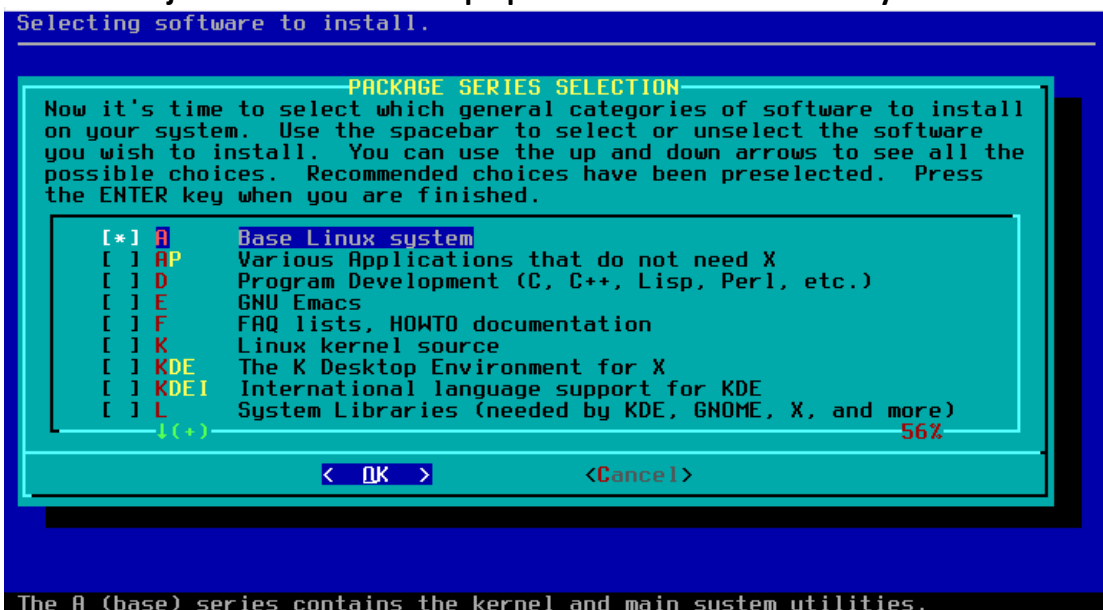 Selecting software to install.
PACKAGE SERIES SELECTION
Now it's time to select which general categories of software to install
on your system.  Use the spacebar to select or unselect the software
you wish to install.  You can use the up and down arrows to see all the
possible choices.  Recommended choices have been preselected.  Press
the ENTER key when you are finished.
[*] A Base Linux system
[ ] AP Various Applications that do not need X
[ ] D Program Development (C, C++, Lisp, Perl, etc.)
[ ] E GNU Emacs
[ ] F FAQ lists, HOWTO documentation
[ ] K Linux kernel source
[ ] KDE The K Desktop Environment for X
[ ] KDEI International language support for KDE
[ ] L System Libraries (needed by KDE, GNOME, X, and more)
↓(+) 56%
< OK > <Cancel>
The A (base) series contains the kernel and main system utilities.